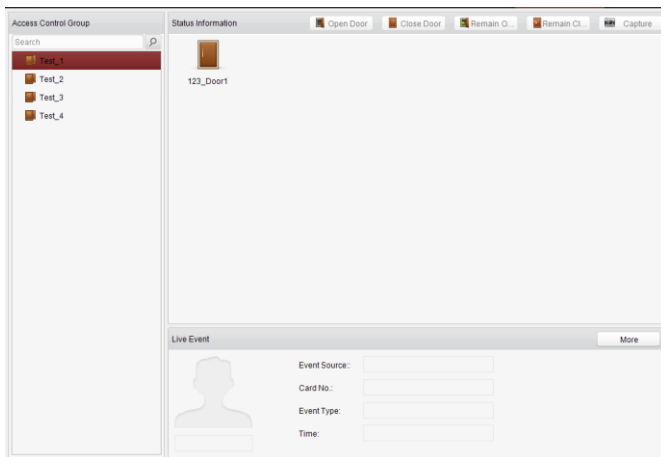 Access Control Group
Search
Test_1
Test_2
Test_3
Test_4
Status Information
Open Door
Close Door
Remain O...
Remain Cl...
Capture
123_Door1
Live Event
More
Event Source::
Card No.:
Event Type:
Time: